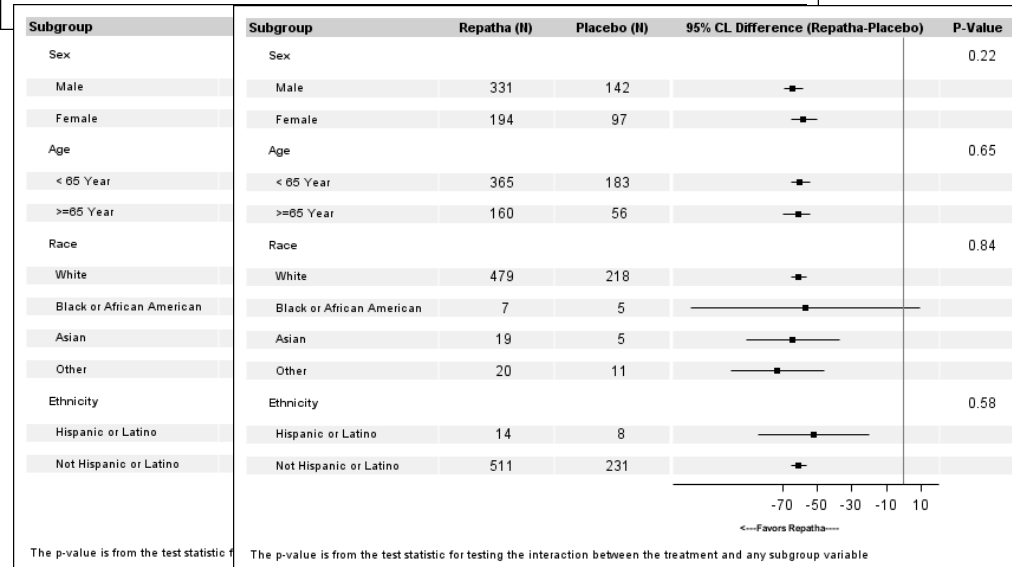 Subgroup
Sex
Male
Female
Age
< 65 Year
>=65 Year
Race
White
Black or African American
Asian
Other
Ethnicity
Hispanic or Latino
Not Hispanic or Latino
The p-value is from the test statistic f
Subgroup Repatha (N) Placebo (N) 95% CL Difference (Repatha-Placebo) P-Value
Sex 0.22
Male 331 142
Female 194 97
Age 0.65
< 65 Year 365 183
>=65 Year 160 56
Race 0.84
White 479 218
Black or African American 7 5
Asian 19 5
Other 20 11
Ethnicity 0.58
Hispanic or Latino 14 8
Not Hispanic or Latino 511 231
-70 -50 -30 -10 10
<---Favors Repatha----
The p-value is from the test statistic for testing the interaction between the treatment and any subgroup variable